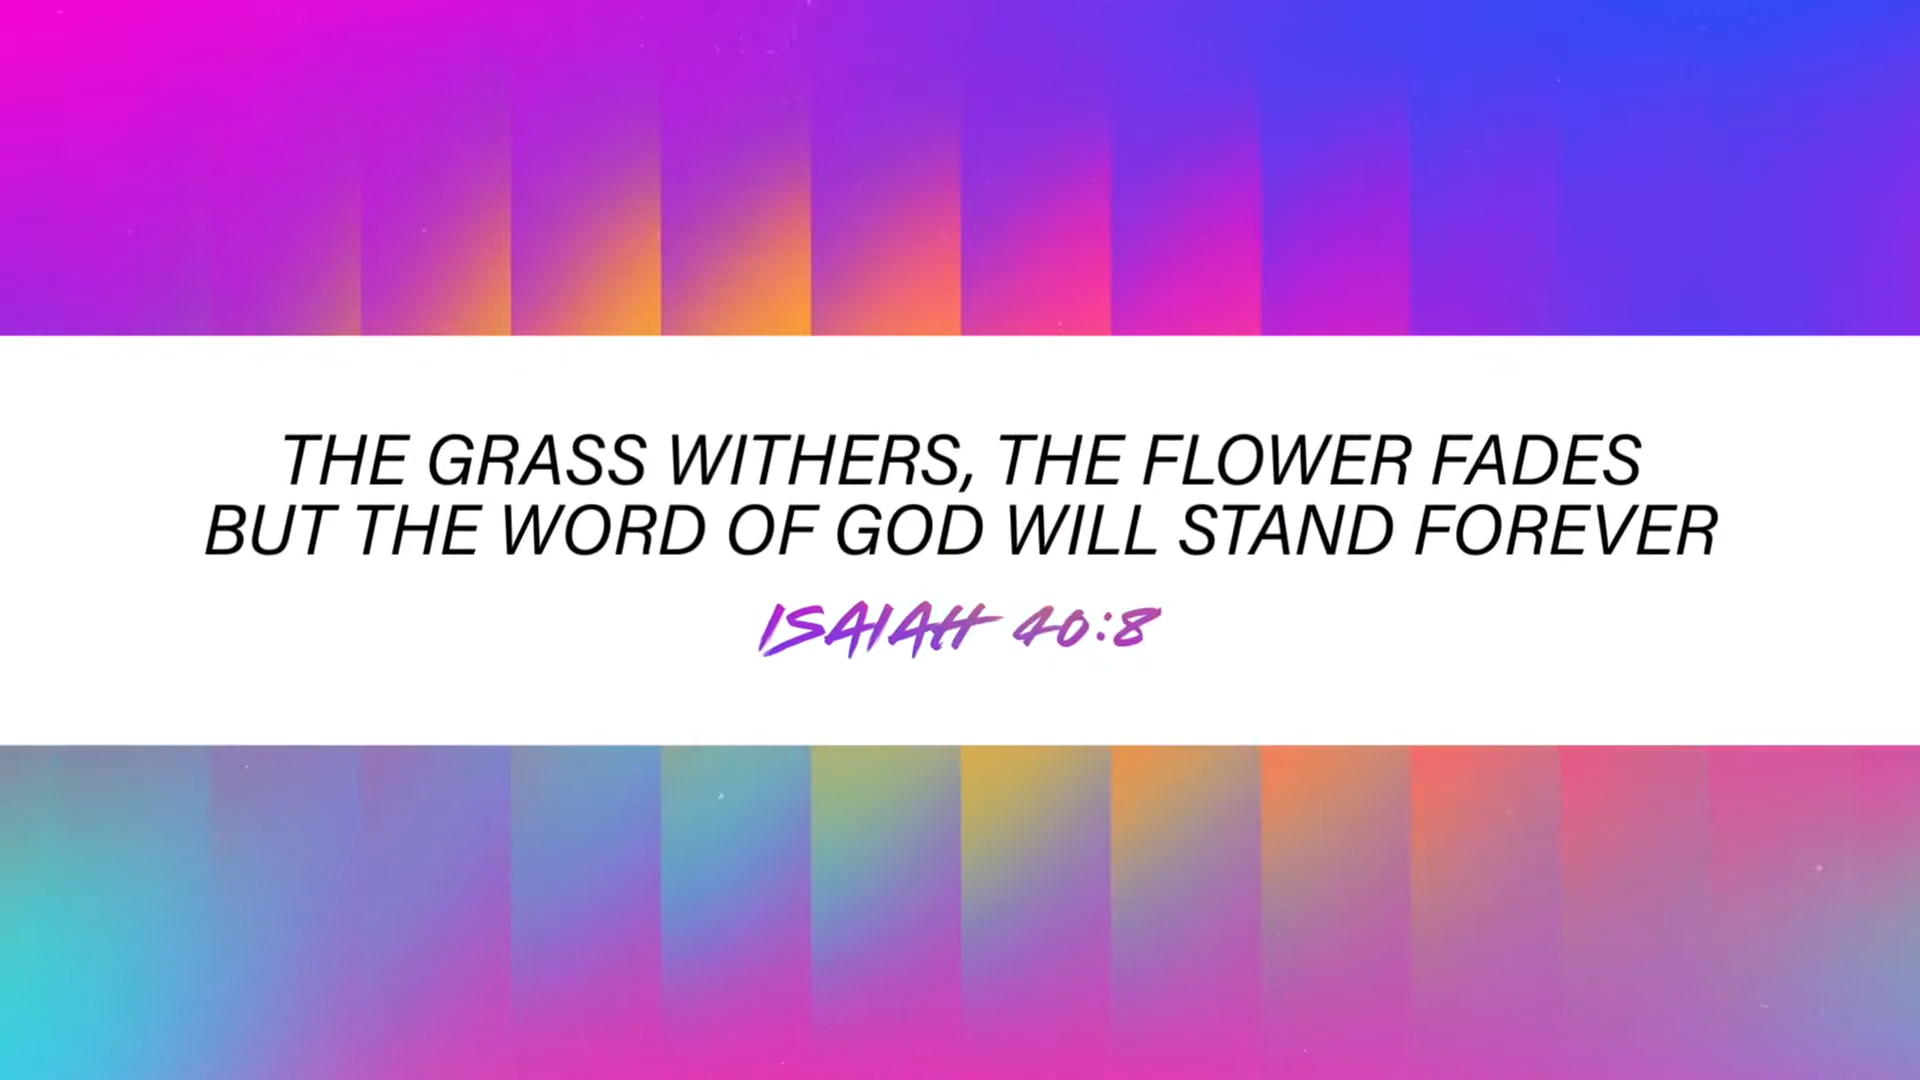 THE GRASS WITHERS, THE FLOWER FADES
BUT THE WORD OF GOD WILL STAND FOREVER
ISAIAH 40:8